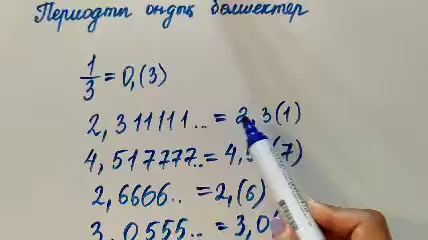 Периодты ондық бөлшектер
1/3 = 0,(3)
2,311111.. = 2,3(1)
4,517777.. = 4, (7)
2,6666.. = 2,(6)
3,0555.. = 3,0